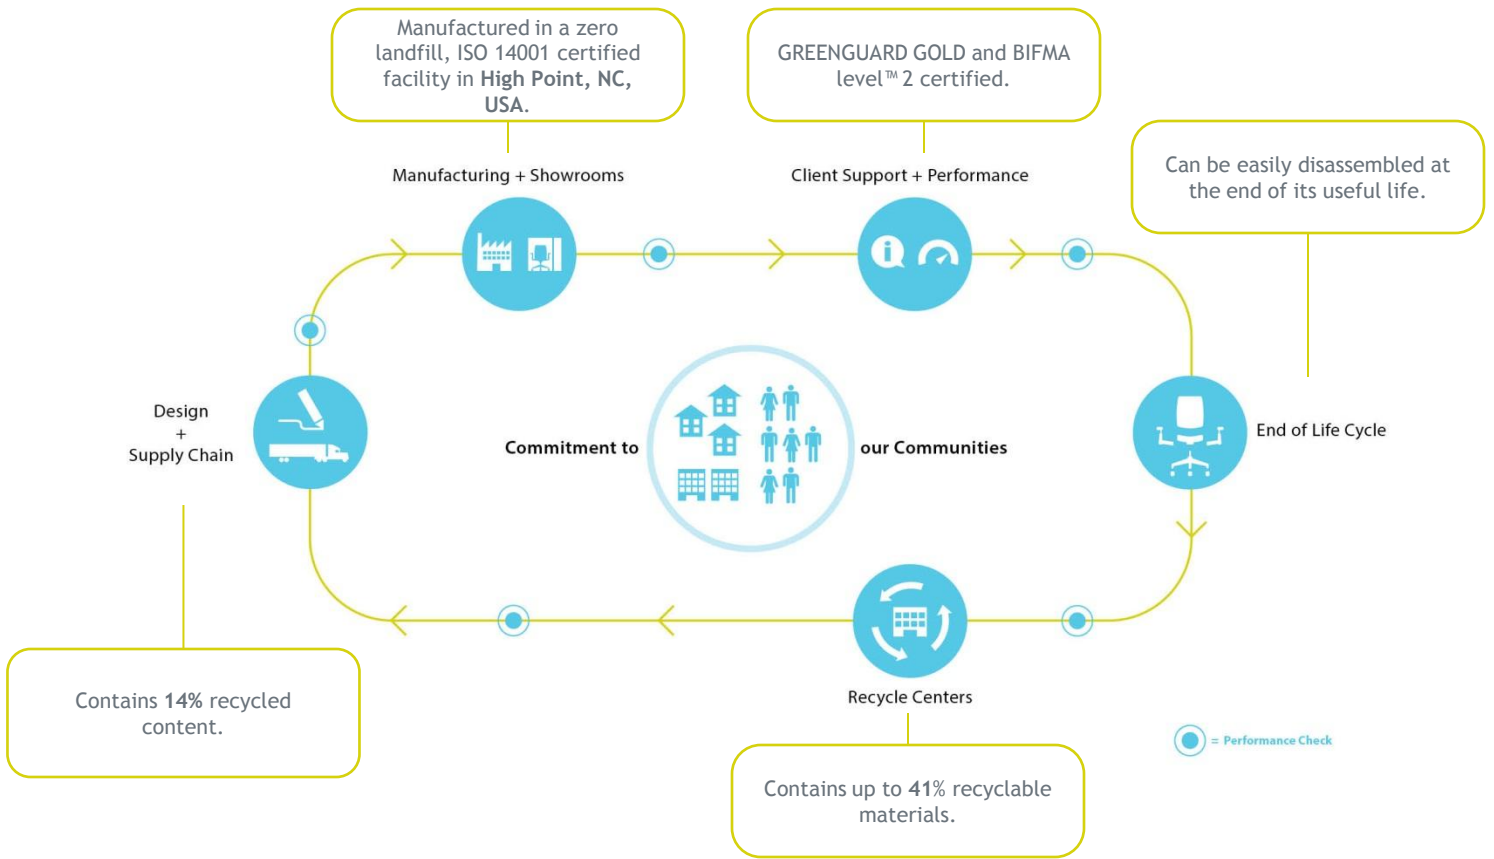 Manufactured in a zero
landfill, ISO 14001 certified
facility in High Point, NC,
USA.
GREENGUARD GOLD and BIFMA
level™ 2 certified.
Can be easily disassembled at
the end of its useful life.
Manufacturing + Showrooms
Client Support + Performance
Design
+
Supply Chain
Commitment to
our Communities
End of Life Cycle
Recycle Centers
Contains 14% recycled
content.
= Performance Check
Contains up to 41% recyclable
materials.